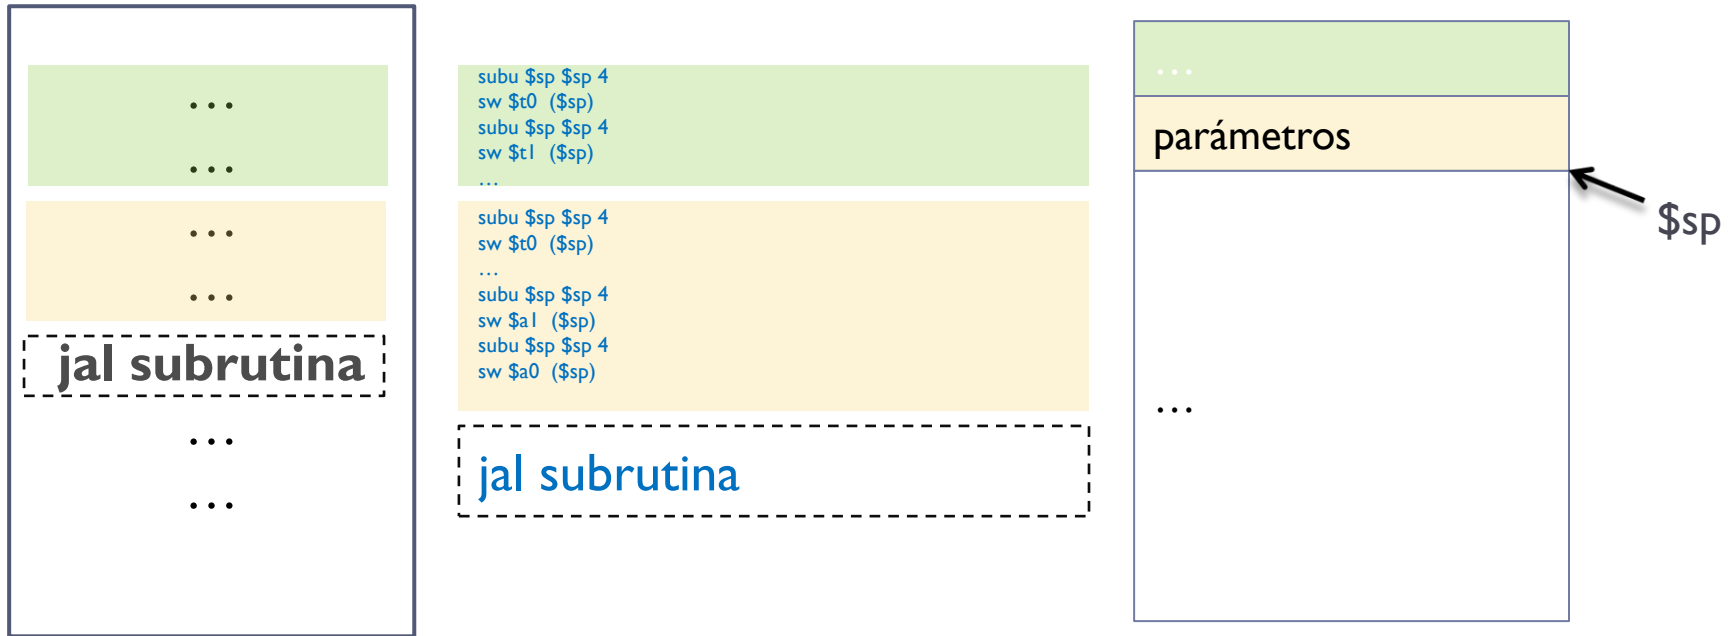 …
…
…
…
jal subrutina
…
…
subu $sp $sp 4
sw $t0 ($sp)
subu $sp $sp 4
sw $t1 ($sp)
…
subu $sp $sp 4
sw $t0 ($sp)
…
subu $sp $sp 4
sw $a1 ($sp)
subu $sp $sp 4
sw $a0 ($sp)
jal subrutina
…
parámetros
$sp
…